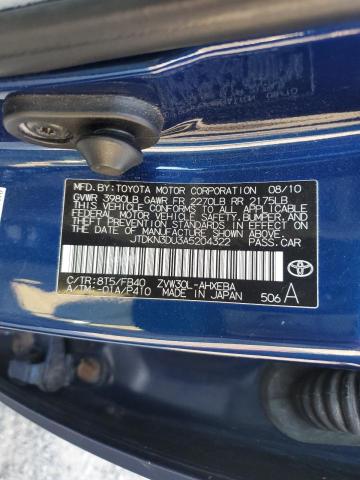 MFD. BY: TOYOTA MOTOR CORPORATION 08/10
GVWR 3980LB GAWR FR 2270LB RR 2175LB
THIS VEHICLE CONFORMS TO ALL APPLICABLE
FEDERAL MOTOR VEHICLE SAFETY, BUMPER, AND
THEFT PREVENTION STANDARDS IN EFFECT ON
THE DATE OF MANUFACTURE SHOWN ABOVE.
JTDKN3DU3A5204322 PASS. CAR
C/TR: 8T5/FB40 ZVW30L-AHXEBA
A/TM: -01A/P410 MADE IN JAPAN 506 A